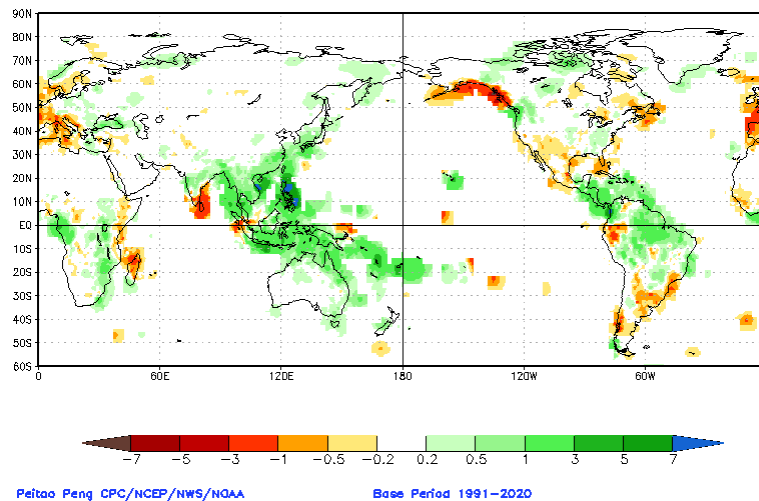 90N
80N
70N
60N
50N
40N
30N
20N
10N
EQ
10S
20S
30S
40S
50S
60S
0 60E 120E 180 120W 60W
-7 -5 -3 -1 -0.5 -0.2 0.2 0.5 1 3 5 7
Peitao Peng CPC/NCEP/NWS/NOAA Base Period 1991-2020